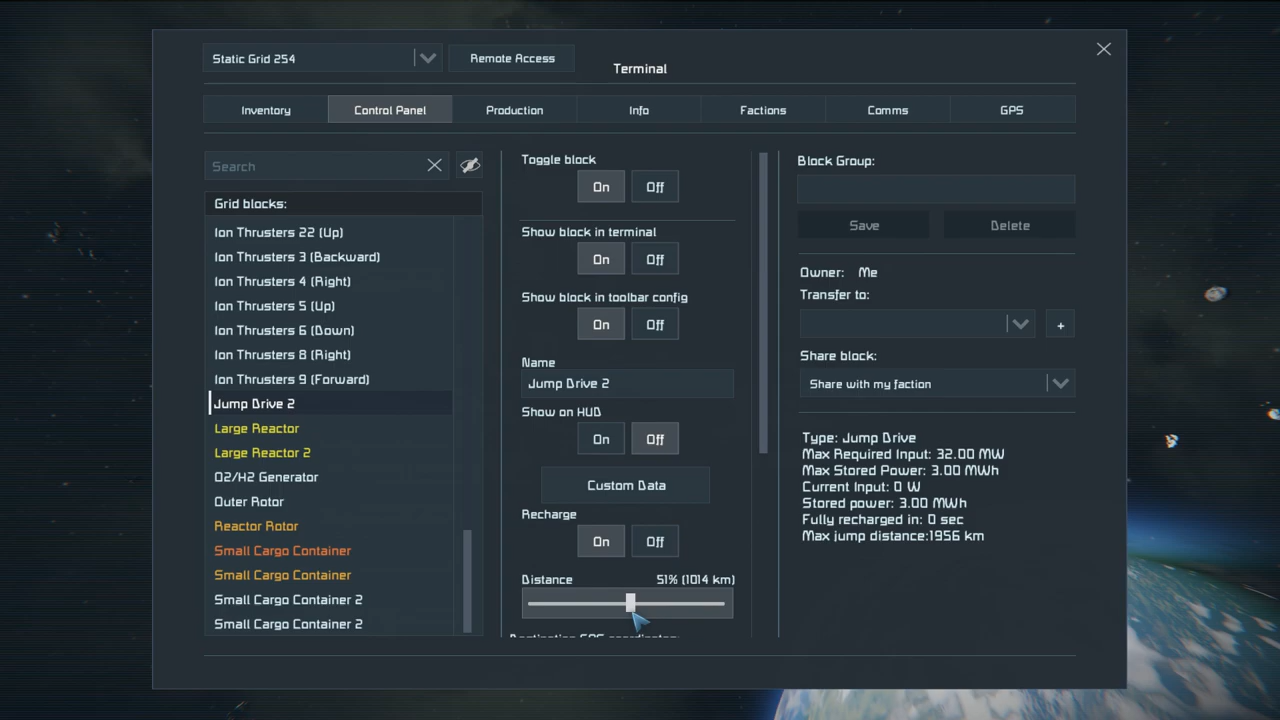 Static Grid 254
Remote Access
Terminal
Inventory
Control Panel
Production
Info
Factions
Comms
GPS
Search
Grid blocks:
Ion Thrusters 22 (Up)
Ion Thrusters 3 (Backward)
Ion Thrusters 4 (Right)
Ion Thrusters 5 (Up)
Ion Thrusters 6 (Down)
Ion Thrusters 8 (Right)
Ion Thrusters 9 (Forward)
Jump Drive 2
Large Reactor
Large Reactor 2
O2/H2 Generator
Outer Rotor
Reactor Rotor
Small Cargo Container
Small Cargo Container
Small Cargo Container 2
Small Cargo Container 2
Toggle block
On Off
Show block in terminal
On Off
Show block in toolbar config
On Off
Name
Jump Drive 2
Show on HUD
On Off
Custom Data
Recharge
On Off
Distance 51% (1014 km)
Destination GPS coordinates:
Block Group:
Save Delete
Owner: Me
Transfer to:
+
Share block:
Share with my faction
Type: Jump Drive
Max Required Input: 32.00 MW
Max Stored Power: 3.00 MWh
Current Input: 0 W
Stored power: 3.00 MWh
Fully recharged in: 0 sec
Max jump distance:1956 km